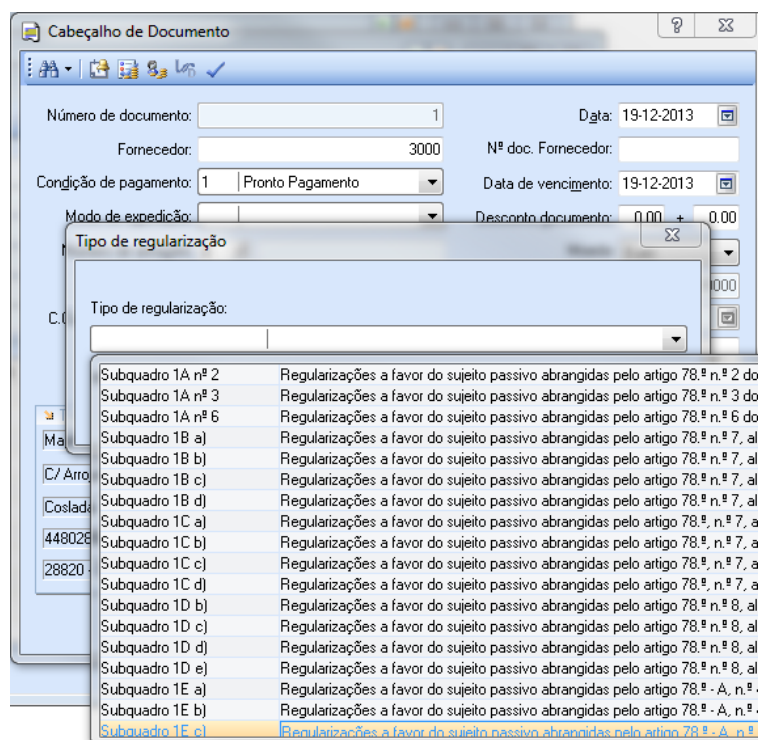 Cabeçalho de Documento
Número de documento: 1 Data: 19-12-2013
Fornecedor: 3000 Nº doc. Fornecedor:
Condição de pagamento: 1 Pronto Pagamento Data de vencimento: 19-12-2013
Modo de expedição: Desconto documento: 0.00 + 0.00
Tipo de regularização
Tipo de regularização:
Subquadro 1A nº 2 Regularizações a favor do sujeito passivo abrangidas pelo artigo 78.º n.º 2 do
Subquadro 1A nº 3 Regularizações a favor do sujeito passivo abrangidas pelo artigo 78.º n.º 3 do
Subquadro 1A nº 6 Regularizações a favor do sujeito passivo abrangidas pelo artigo 78.º n.º 6 do
Subquadro 1B a) Regularizações a favor do sujeito passivo abrangidas pelo artigo 78.º n.º 7, al
Subquadro 1B b) Regularizações a favor do sujeito passivo abrangidas pelo artigo 78.º n.º 7, al
Subquadro 1B c) Regularizações a favor do sujeito passivo abrangidas pelo artigo 78.º n.º 7, al
Subquadro 1B d) Regularizações a favor do sujeito passivo abrangidas pelo artigo 78.º n.º 7, al
Subquadro 1C a) Regularizações a favor do sujeito passivo abrangidas pelo artigo 78.º, n.º 7, a
Subquadro 1C b) Regularizações a favor do sujeito passivo abrangidas pelo artigo 78.º, n.º 7, a
Subquadro 1C c) Regularizações a favor do sujeito passivo abrangidas pelo artigo 78.º, n.º 7, a
Subquadro 1C d) Regularizações a favor do sujeito passivo abrangidas pelo artigo 78.º, n.º 7, a
Subquadro 1D b) Regularizações a favor do sujeito passivo abrangidas pelo artigo 78.º n.º 8, al
Subquadro 1D c) Regularizações a favor do sujeito passivo abrangidas pelo artigo 78.º n.º 8, al
Subquadro 1D d) Regularizações a favor do sujeito passivo abrangidas pelo artigo 78.º n.º 8, al
Subquadro 1D e) Regularizações a favor do sujeito passivo abrangidas pelo artigo 78.º n.º 8, al
Subquadro 1E a) Regularizações a favor do sujeito passivo abrangidas pelo artigo 78.º - A, n.º
Subquadro 1E b) Regularizações a favor do sujeito passivo abrangidas pelo artigo 78.º - A, n.º
Subquadro 1E c) Regularizações a favor do sujeito passivo abrangidas pelo artigo 78.º - A, n.º
Ma
C/ Arroj
Coslada
448028
28820 -